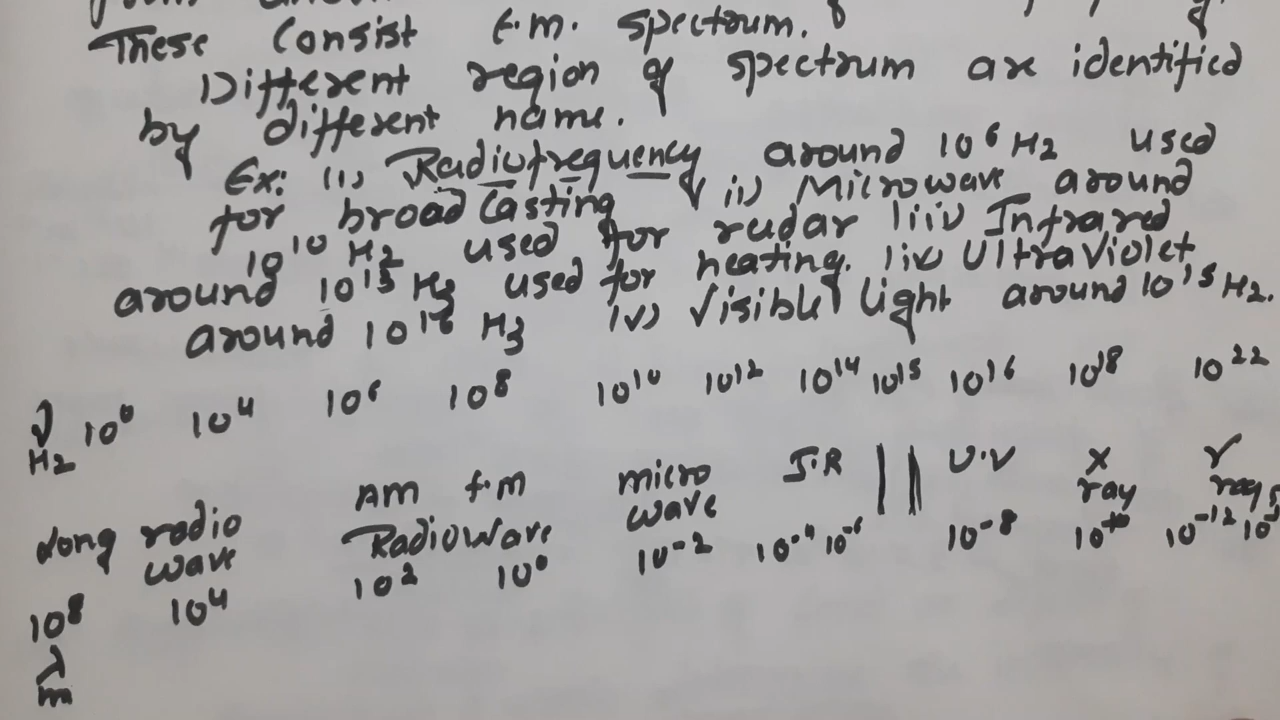 These Consist E.m. spectrum.
Different region of spectrum are identified
by different name.
Ex: (i) Radiofrequency around 10⁶ Hz used
for broadcasting (ii) Microwave around
10¹⁰ Hz used for rudar (iii) Infrared
around 10¹³ Hz used for heating. (iv) Ultraviolet
around 10¹⁶ Hz (v) Visible light around 10¹⁵ Hz.
ν 10⁰ 10⁴ 10⁶ 10⁸ 10¹⁰ 10¹² 10¹⁴ 10¹⁵ 10¹⁶ 10¹⁸ 10²²
Hz
AM f.m micro I.R U.V X γ
long radio Radiowave wave ray rays
wave
10⁸ 10⁴ 10² 10⁰ 10⁻² 10⁻⁴ 10⁻⁶ 10⁻⁸ 10⁻¹²
λ
m